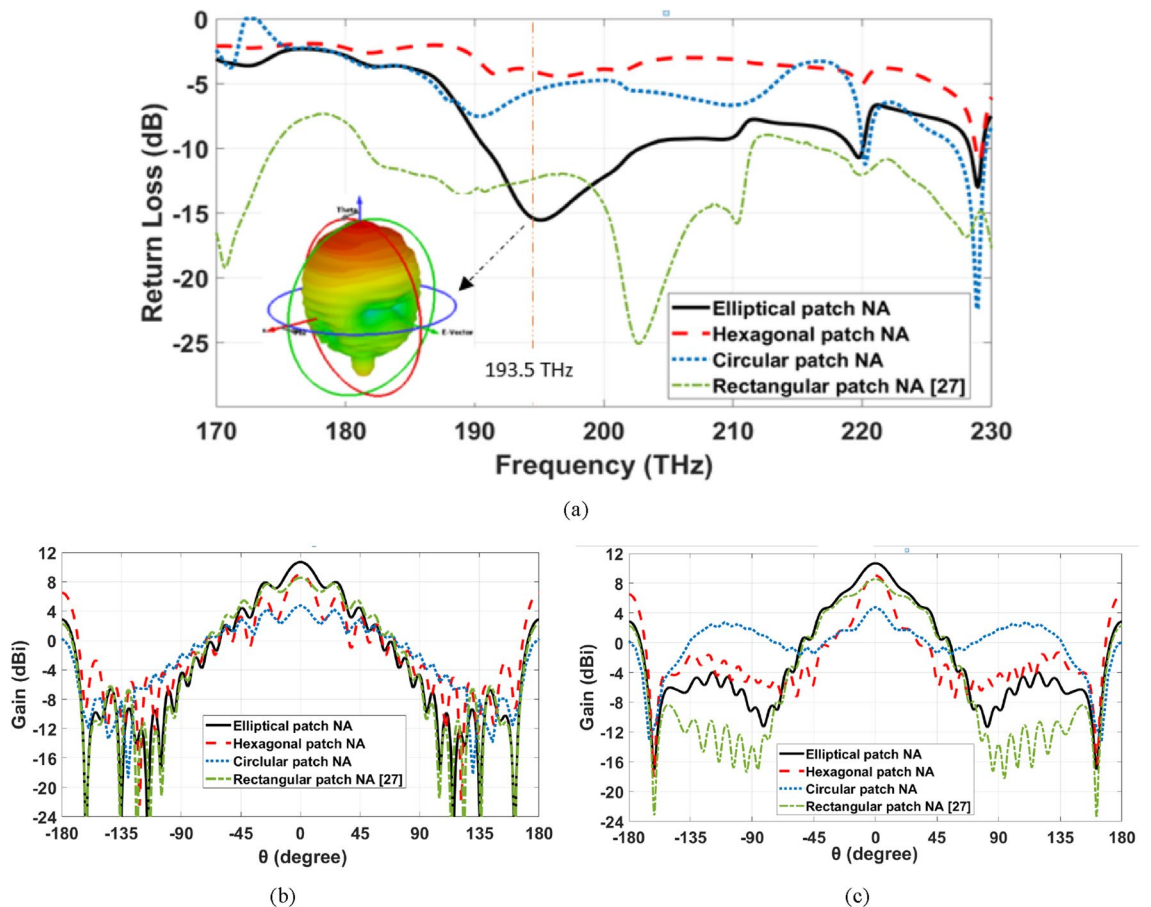 0
-5
-10
-15
-20
-25
Return Loss (dB)
Theta
E-Vector
193.5 THz
Elliptical patch NA
Hexagonal patch NA
Circular patch NA
Rectangular patch NA [27]
170 180 190 200 210 220 230
Frequency (THz)
(a)
12
8
4
0
-4
-8
-12
-16
-20
-24
Gain (dBi)
Elliptical patch NA
Hexagonal patch NA
Circlular patch NA
Rectangular patch NA [27]
-180 -135 -90 -45 0 45 90 135 180
θ (degree)
(b)
12
8
4
0
-4
-8
-12
-16
-20
-24
Gain (dBi)
Elliptical patch NA
Hexagonal patch NA
Circular patch NA
Rectangular patch NA [27]
-180 -135 -90 -45 0 45 90 135 180
θ (degree)
(c)